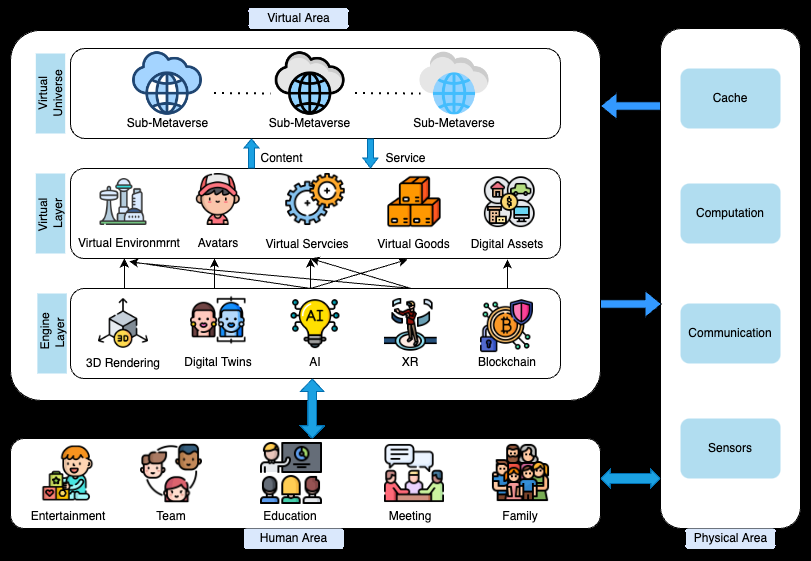 Virtual Area
Virtual
Universe
Sub-Metaverse
Sub-Metaverse
Sub-Metaverse
Content
Service
Virtual
Layer
Virtual Environmrnt
Avatars
Virtual Servcies
Virtual Goods
Digital Assets
Engine
Layer
3D
AI
3D Rendering
Digital Twins
AI
XR
Blockchain
Entertainment
Team
Education
Meeting
Family
Human Area
Cache
Computation
Communication
Sensors
Physical Area